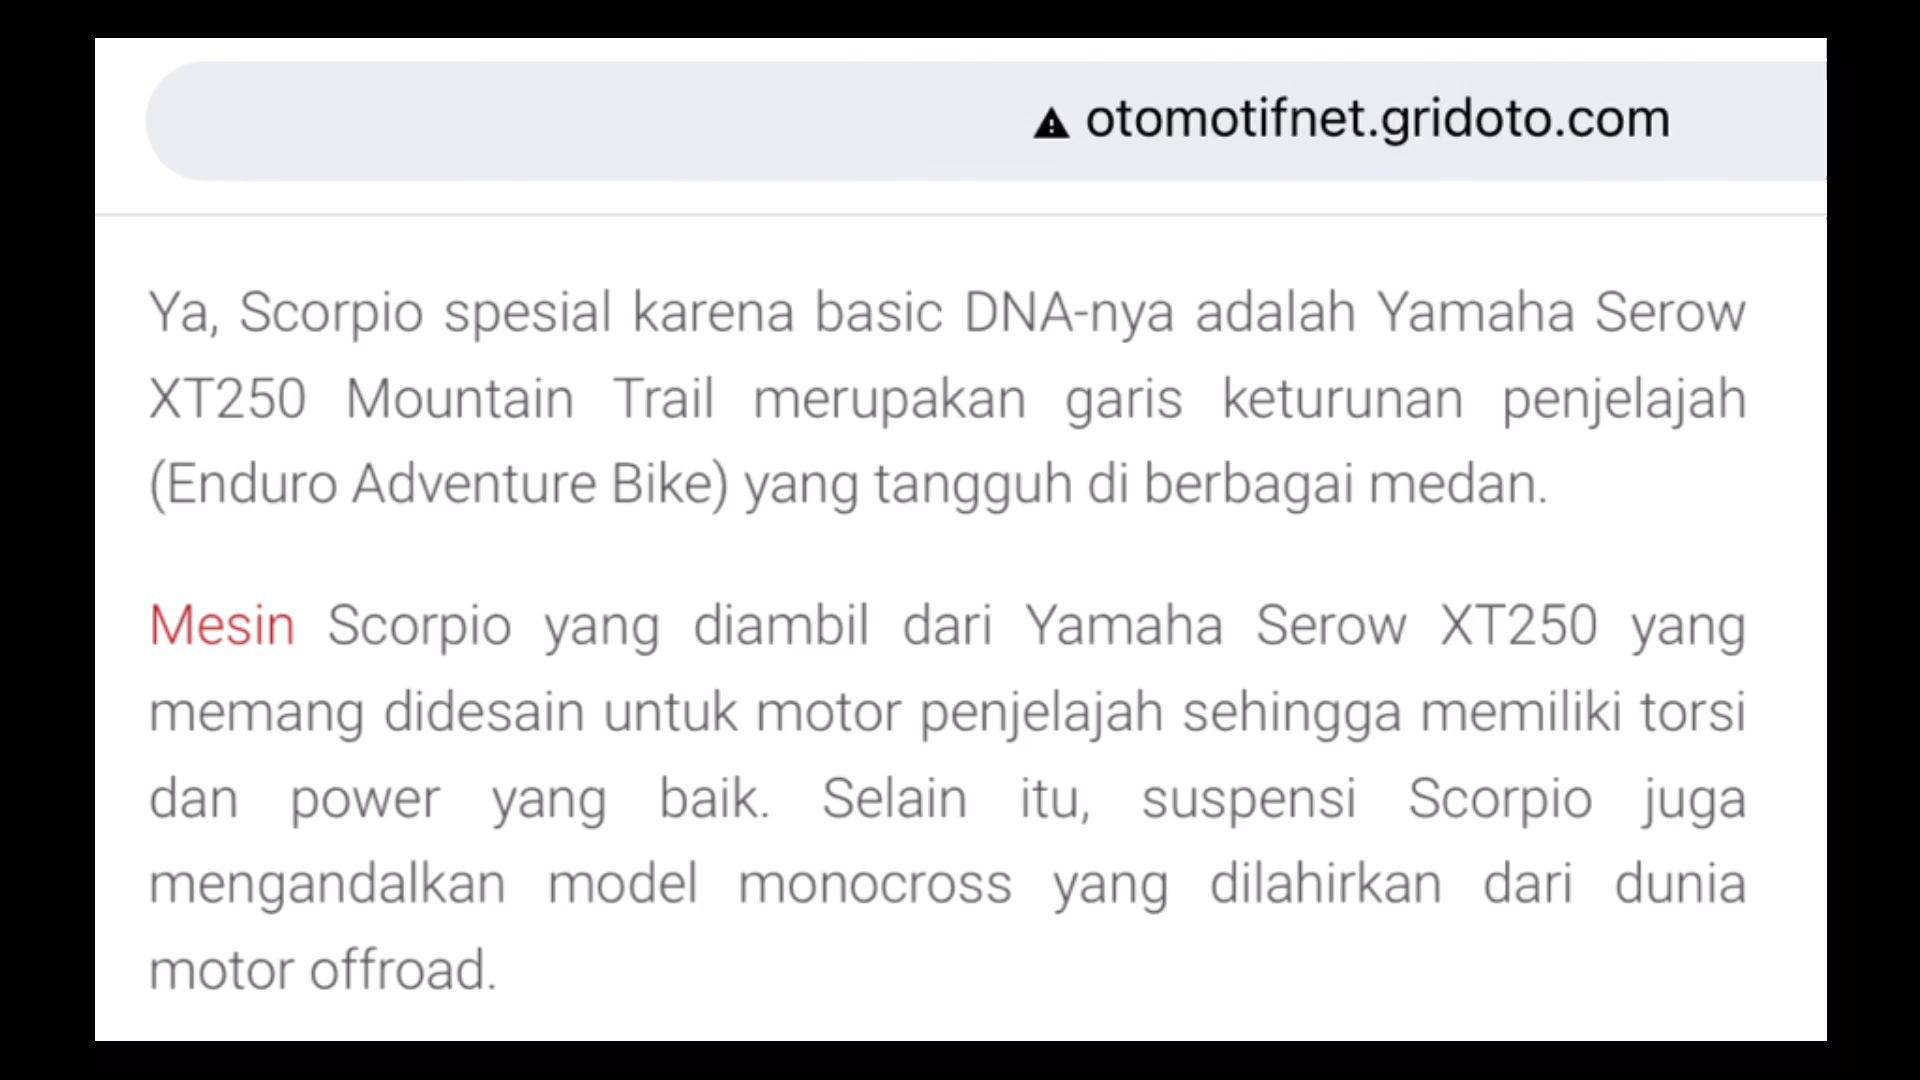 otomotifnet.gridoto.com
Ya, Scorpio spesial karena basic DNA-nya adalah Yamaha Serow
XT250 Mountain Trail merupakan garis keturunan penjelajah
(Enduro Adventure Bike) yang tangguh di berbagai medan.
Mesin Scorpio yang diambil dari Yamaha Serow XT250 yang
memang didesain untuk motor penjelajah sehingga memiliki torsi
dan power yang baik. Selain itu, suspensi Scorpio juga
mengandalkan model monocross yang dilahirkan dari dunia
motor offroad.